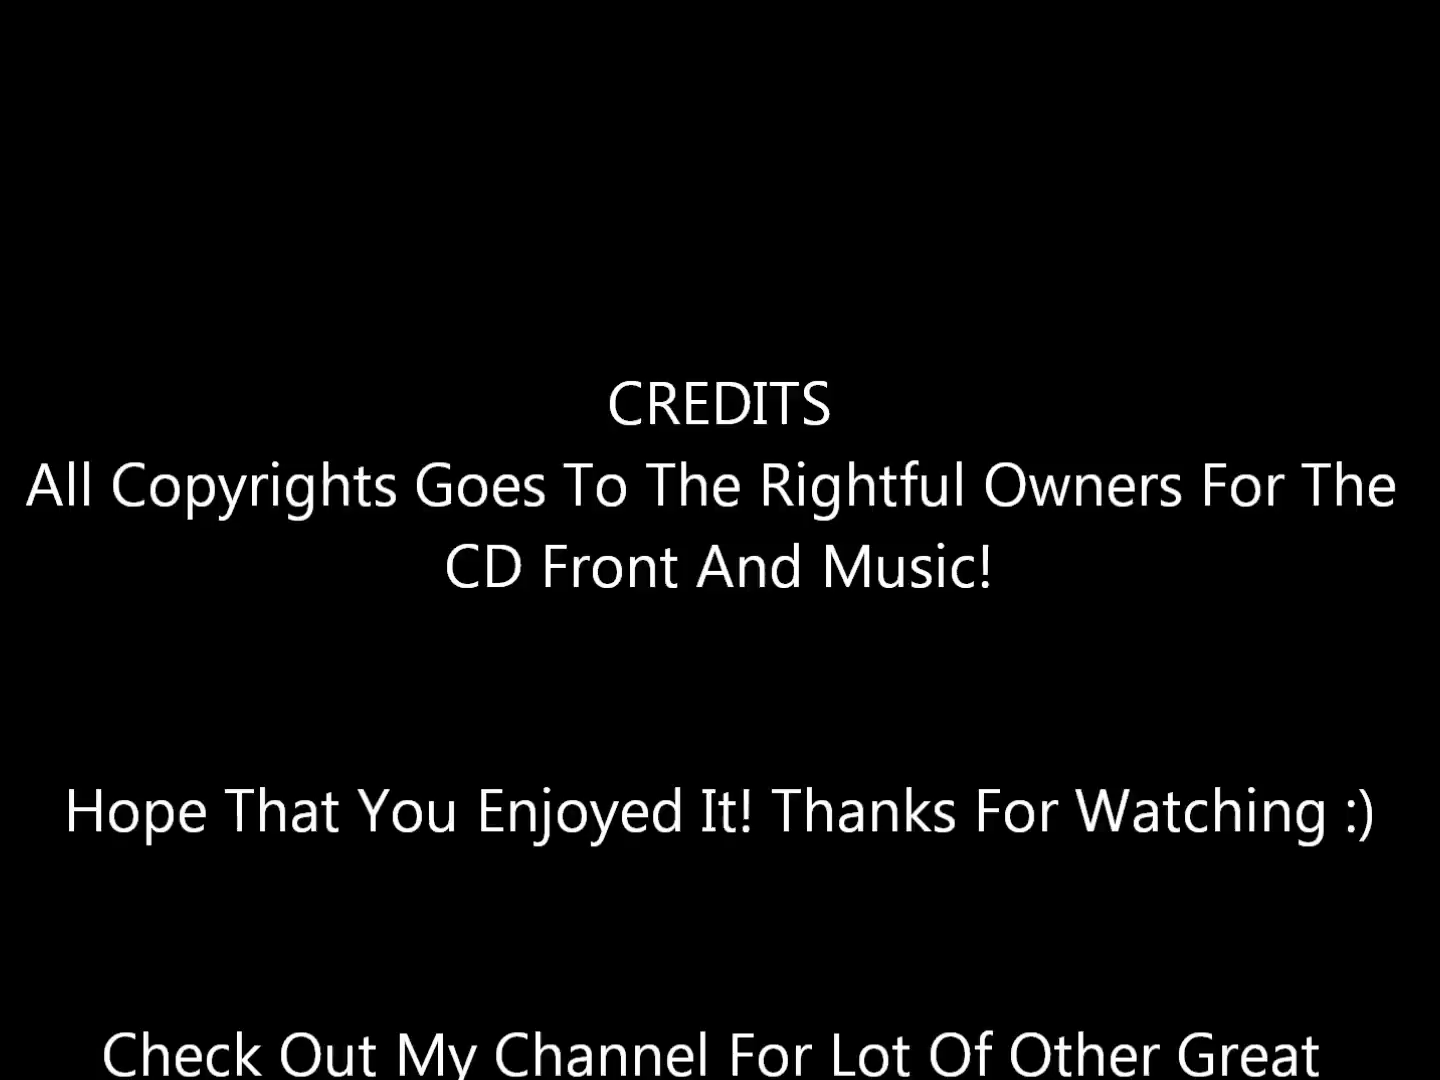 CREDITS
All Copyrights Goes To The Rightful Owners For The
CD Front And Music!
Hope That You Enjoyed It! Thanks For Watching :)
Check Out My Channel For Lot Of Other Great